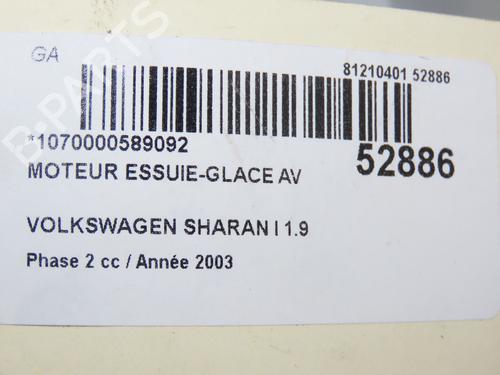 GA
81210401 52886
*1070000589092
52886
MOTEUR ESSUIE-GLACE AV
VOLKSWAGEN SHARAN I 1.9
Phase 2 cc / Année 2003
B-PARTS